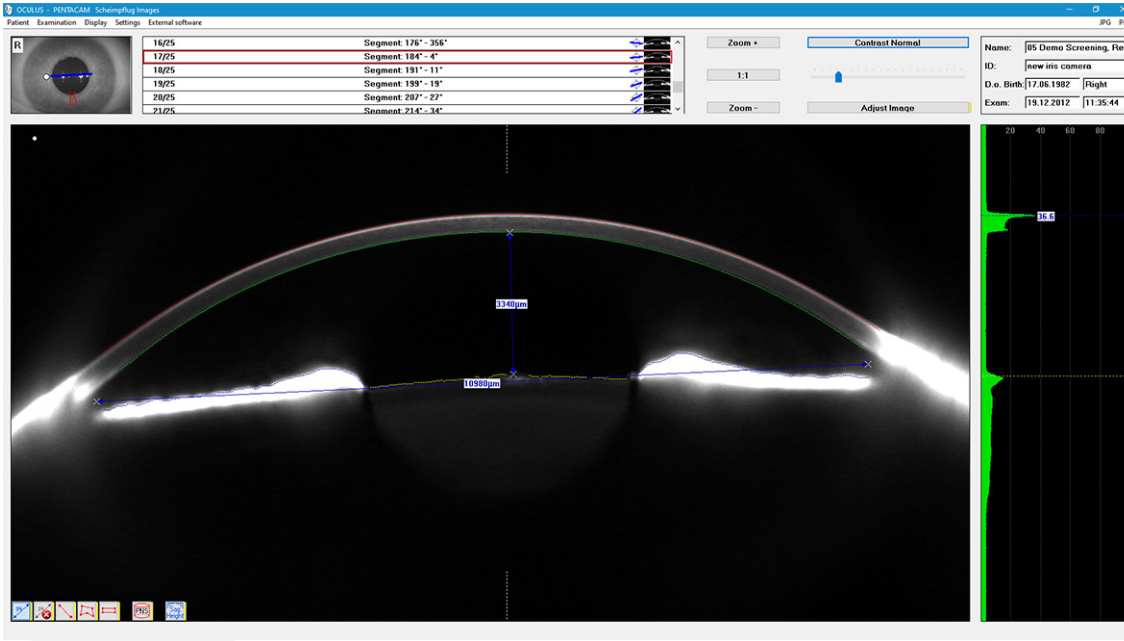 OCULUS - PENTACAM Scheimpflug Images
Patient Examination Display Settings External software JPG
R
16/25 Segment: 176° - 356°
17/25 Segment: 184° - 4°
18/25 Segment: 191° - 11°
19/25 Segment: 199° - 19°
20/25 Segment: 207° - 27°
21/25 Segment: 214° - 34°
Zoom +
1:1
Zoom -
Contrast Normal
Adjust Image
Name: 05 Demo Screening, Re
ID: new iris camera
D.o. Birth: 17.06.1982 Right
Exam: 19.12.2012 11:35:44
20 40 60 80
36.6
3340µm
10980µm
PNS
Sag. Height